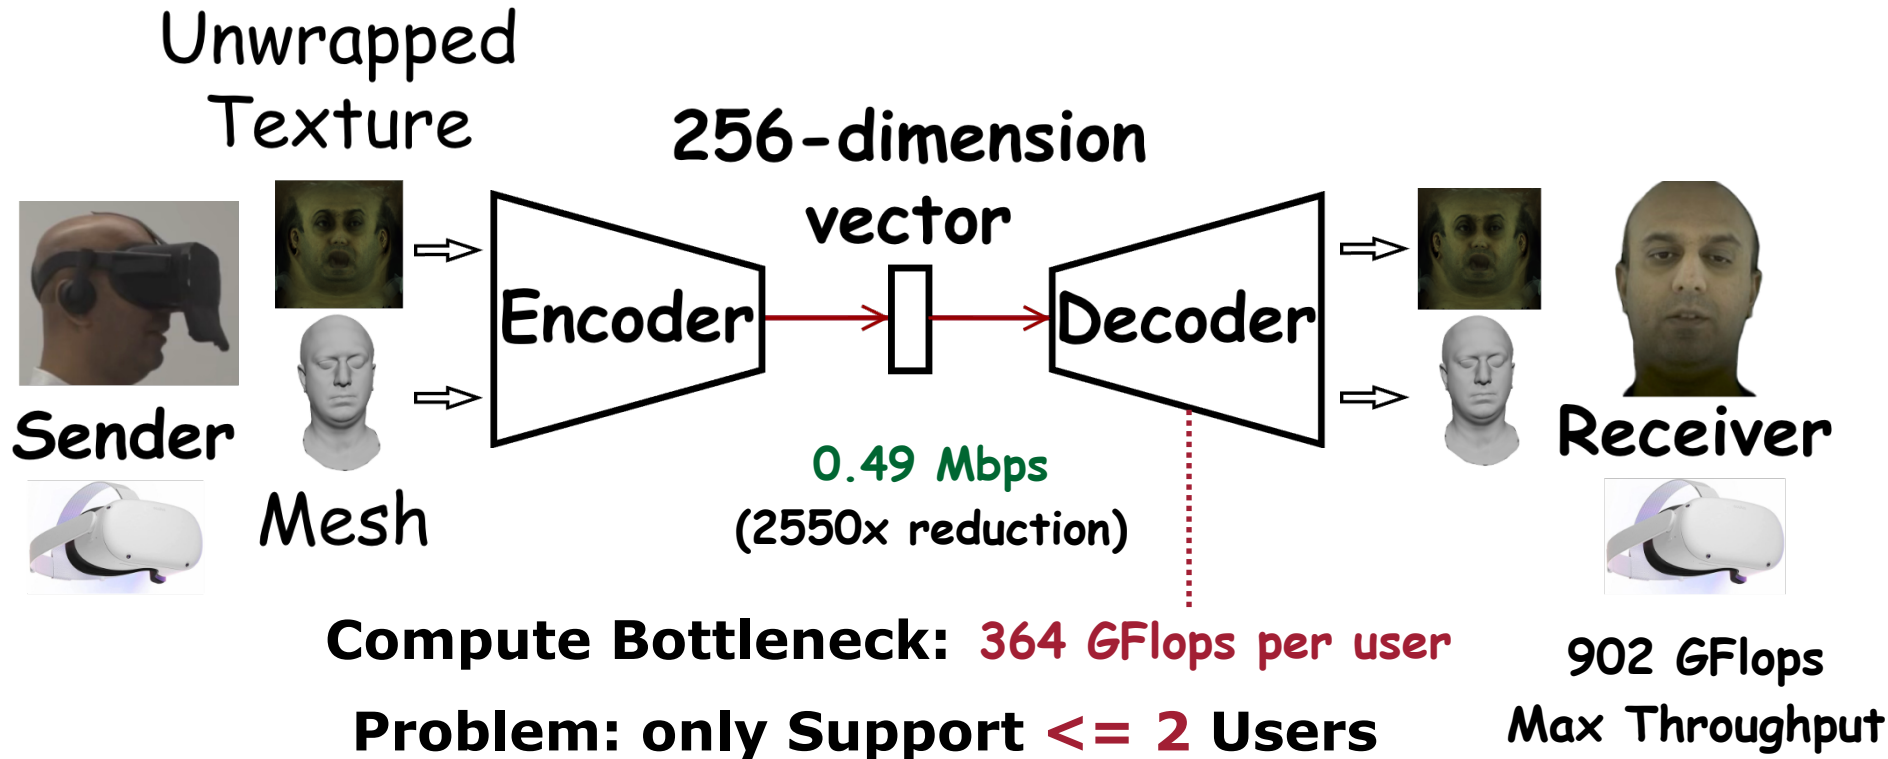 Unwrapped
Texture
256-dimension
vector
Encoder
Decoder
Sender
Mesh
0.49 Mbps
(2550x reduction)
Receiver
Compute Bottleneck: 364 GFlops per user
902 GFlops
Max Throughput
Problem: only Support <= 2 Users